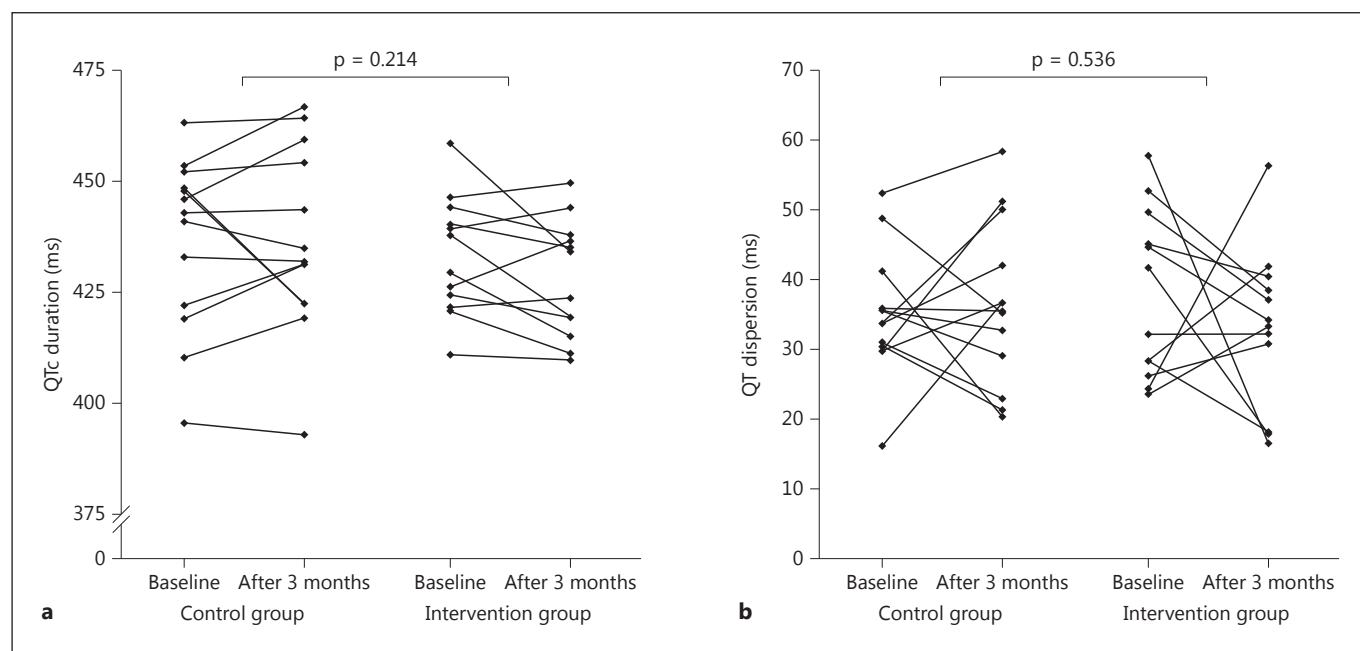 p = 0.214
475
450
425
400
375
0
QTc duration (ms)
Baseline After 3 months Baseline After 3 months
Control group Intervention group
a
p = 0.536
70
60
50
40
30
20
10
0
QT dispersion (ms)
Baseline After 3 months Baseline After 3 months
Control group Intervention group
b